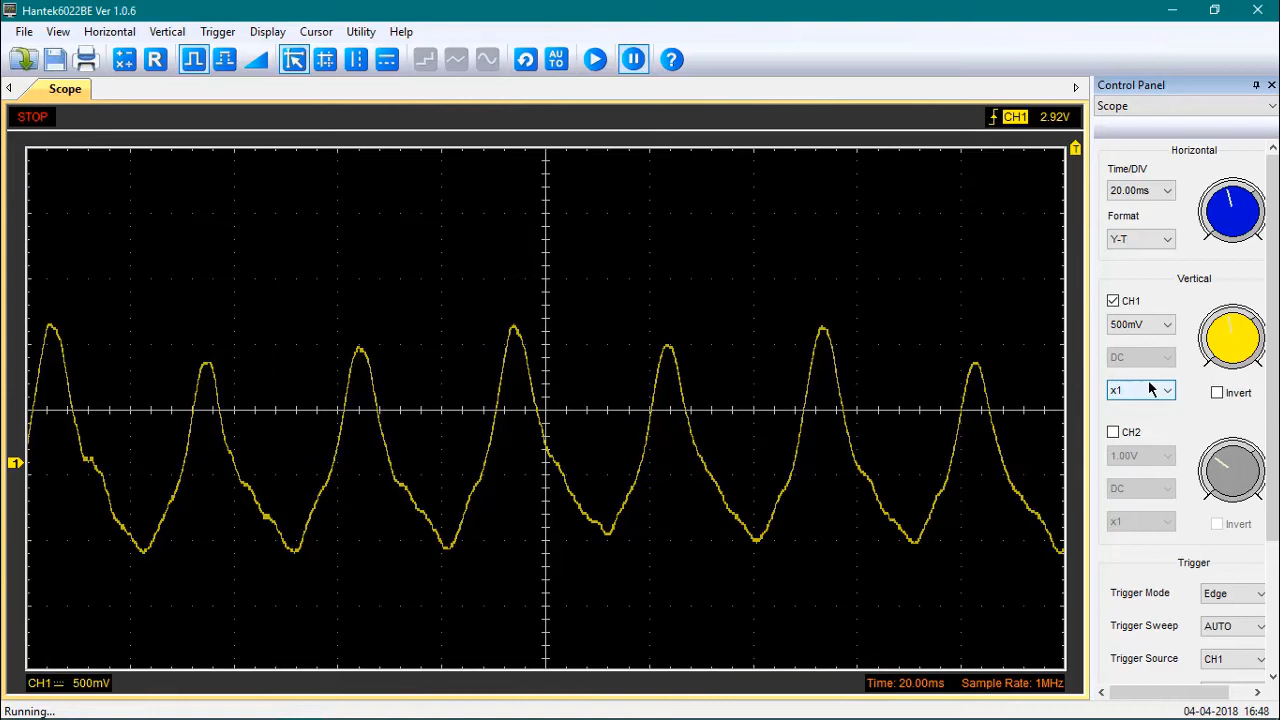 Hantek6022BE Ver 1.0.6
File View Horizontal Vertical Trigger Display Cursor Utility Help
R AU TO ?
Scope
Control Panel
Scope
STOP
CH1 2.92V
T
Horizontal
Time/DIV
20.00ms
Format
Y-T
Vertical
CH1
500mV
DC
x1
Invert
CH2
1.00V
DC
x1
Invert
1
Trigger
Trigger Mode Edge
Trigger Sweep AUTO
Trigger Source CH1
CH1 500mV
Time: 20.00ms Sample Rate: 1MHz
Running...
04-04-2018 16:48